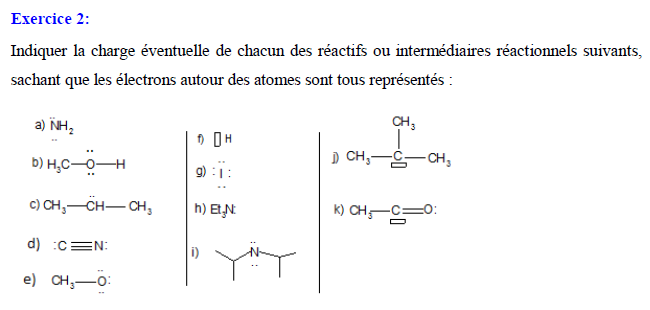 Exercice 2:
Indiquer la charge éventuelle de chacun des réactifs ou intermédiaires réactionnels suivants,
sachant que les électrons autour des atomes sont tous représentés :
a) NH2
b) H3C—O—H
c) CH3—CH—CH3
d) :C≡N:
e) CH3—O:
f) H
g) :I:
h) Et3N:
i) N
CH3
j) CH3—C—CH3
k) CH3—C=O: